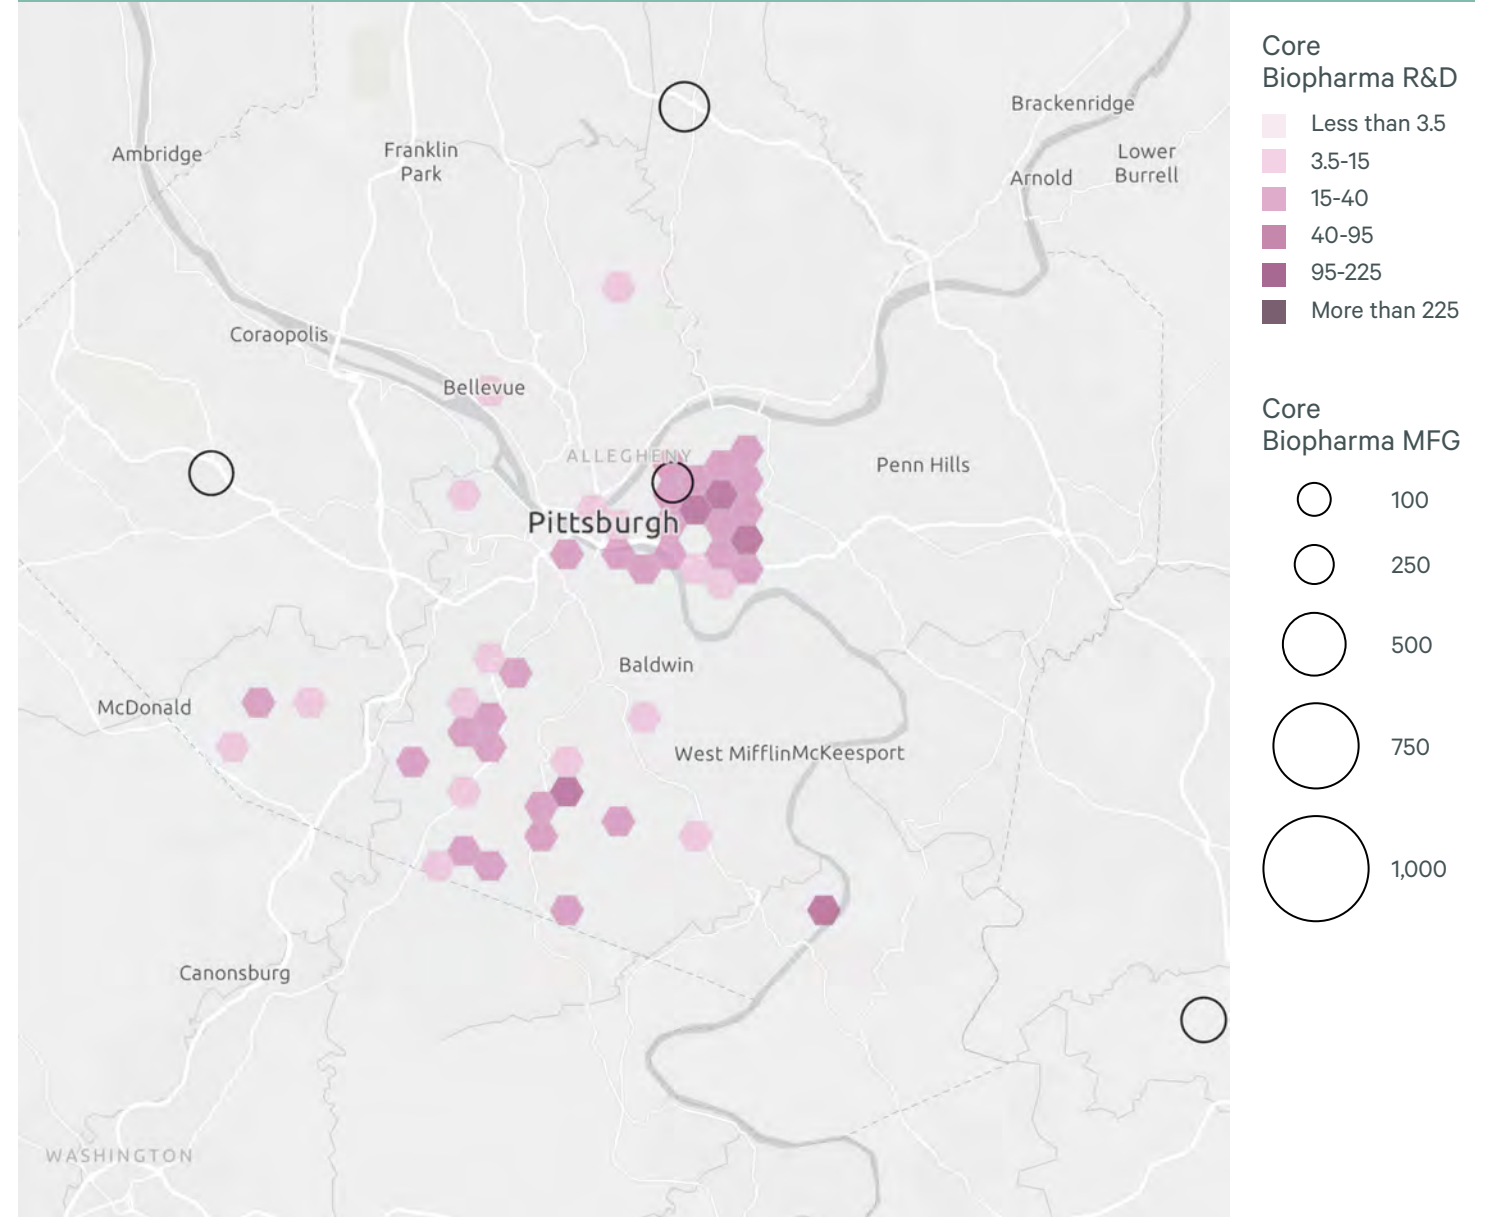 Core
Biopharma R&D
Less than 3.5
3.5-15
15-40
40-95
95-225
More than 225
Core
Biopharma MFG
100
250
500
750
1,000
Brackenridge
Ambridge
Franklin
Park
Lower
Burrell
Arnold
Coraopolis
Bellevue
ALLEGHENY
Penn Hills
Pittsburgh
Baldwin
McDonald
West Mifflin
McKeesport
Canonsburg
WASHINGTON